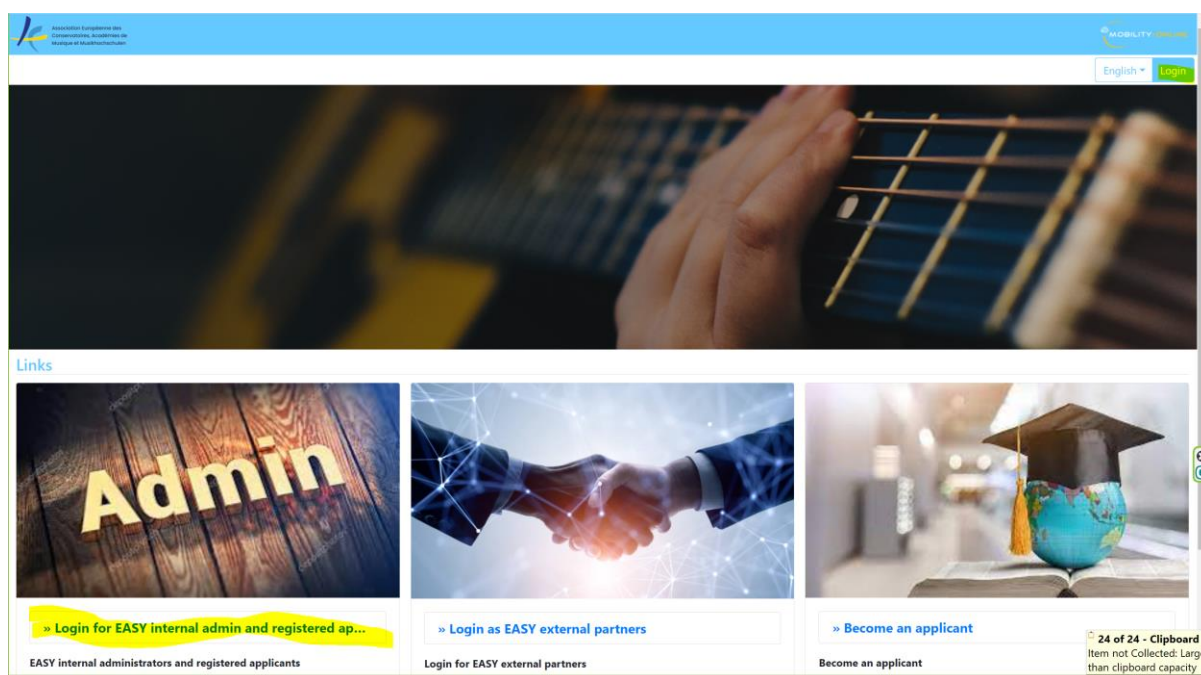 Association Européenne des
Conservatoires, Académies de
Musique et Musikhochschulen
MOBILITY-ONLINE
English
Login
Links
Admin
» Login for EASY internal admin and registered ap...
» Login as EASY external partners
» Become an applicant
EASY internal administrators and registered applicants
Login for EASY external partners
Become an applicant
24 of 24 - Clipboard
Item not Collected: Larg
than clipboard capacity